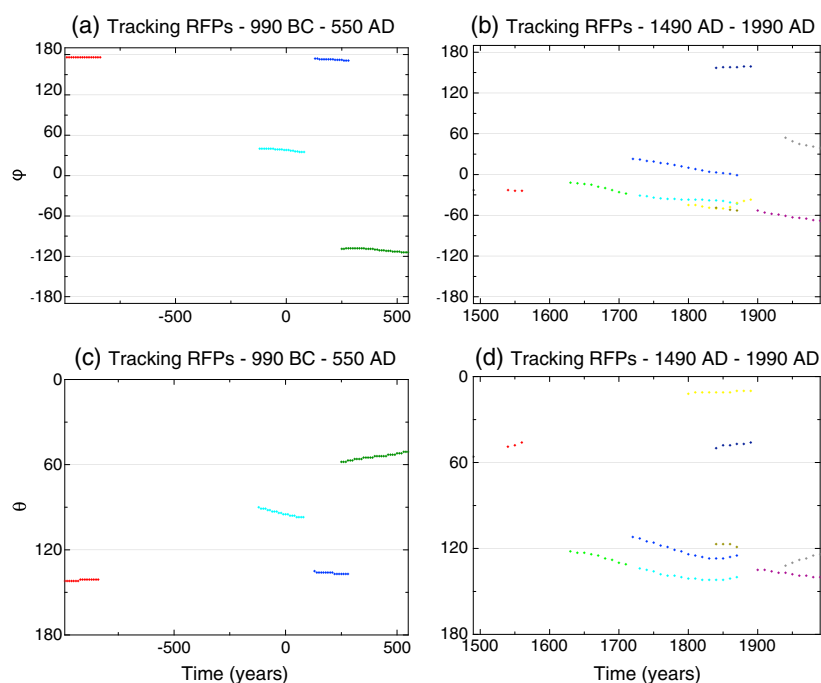 (a) Tracking RFPs - 990 BC - 550 AD
180
120
60
0
-60
-120
-180
φ
-500 0 500
(b) Tracking RFPs - 1490 AD - 1990 AD
180
120
60
0
-60
-120
-180
1500 1600 1700 1800 1900
(c) Tracking RFPs - 990 BC - 550 AD
0
60
120
180
θ
-500 0 500
Time (years)
(d) Tracking RFPs - 1490 AD - 1990 AD
0
60
120
180
1500 1600 1700 1800 1900
Time (years)